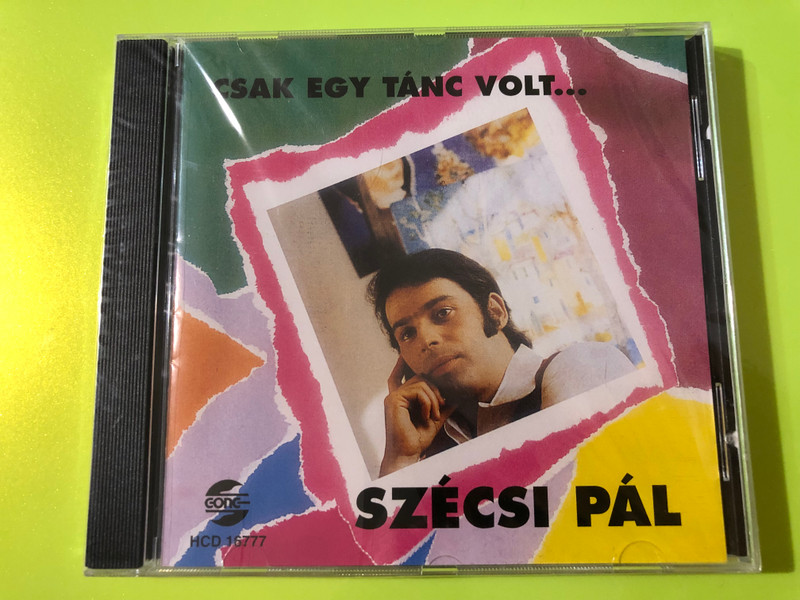 CSAK EGY TÁNC VOLT...
GONG
HCD 16777
SZÉCSI PÁL